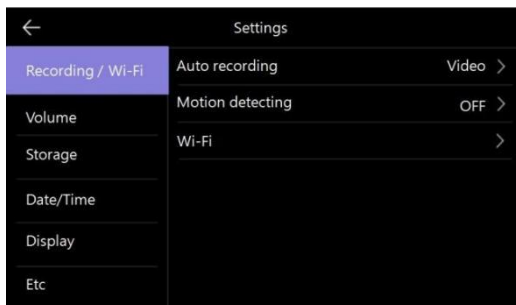 Settings
Recording / Wi-Fi
Volume
Storage
Date/Time
Display
Etc
Auto recording Video
Motion detecting OFF
Wi-Fi